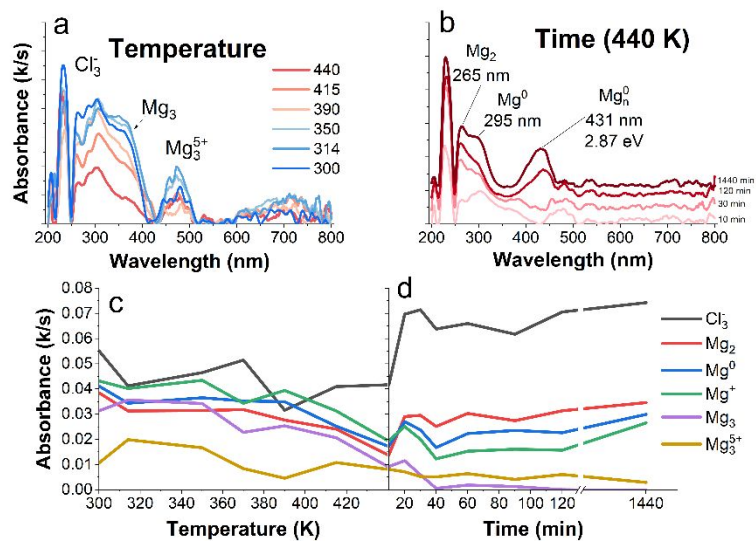 a
Temperature
Cl₃⁻
Mg₃
Mg₃⁵⁺
440
415
390
350
314
300
Absorbance (k/s)
200 300 400 500 600 700 800
Wavelength (nm)
b
Time (440 K)
Mg₂
265 nm
Mg⁰
295 nm
Mgₙ⁰
431 nm
2.87 eV
1440 min
120 min
30 min
10 min
200 300 400 500 600 700 800
Wavelength (nm)
c
Absorbance (k/s)
0.08
0.07
0.06
0.05
0.04
0.03
0.02
0.01
0.00
300 320 340 360 380 400 420
Temperature (K)
d
20 40 60 80 100 120 1440
Time (min)
Cl₃⁻
Mg₂
Mg⁰
Mg⁺
Mg₃
Mg₃⁵⁺